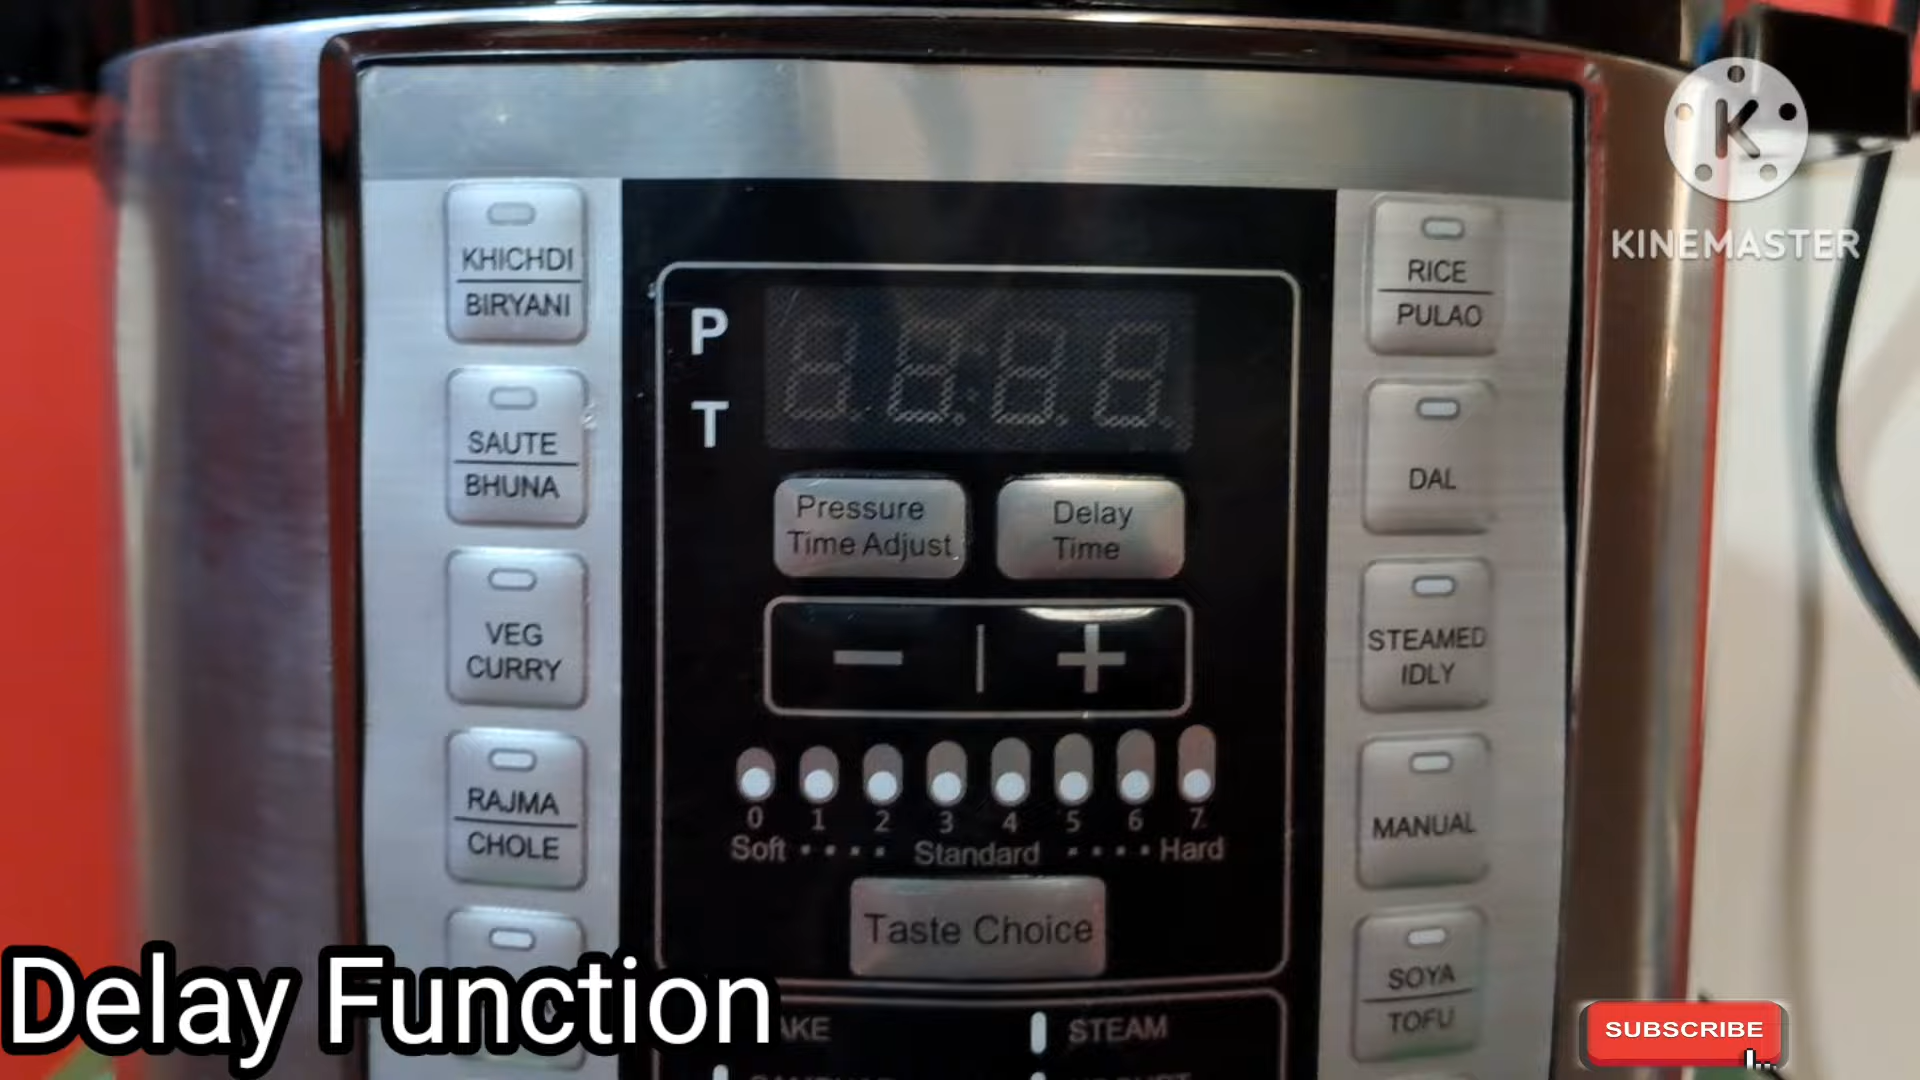 KHICHDI
BIRYANI
SAUTE
BHUNA
VEG
CURRY
RAJMA
CHOLE
P
T
Pressure
Time Adjust
Delay
Time
− | +
0 1 2 3 4 5 6 7
Soft .... Standard .... Hard
Taste Choice
STEAM
RICE
PULAO
DAL
STEAMED
IDLY
MANUAL
SOYA
TOFU
K
KINEMASTER
Delay Function
SUBSCRIBE